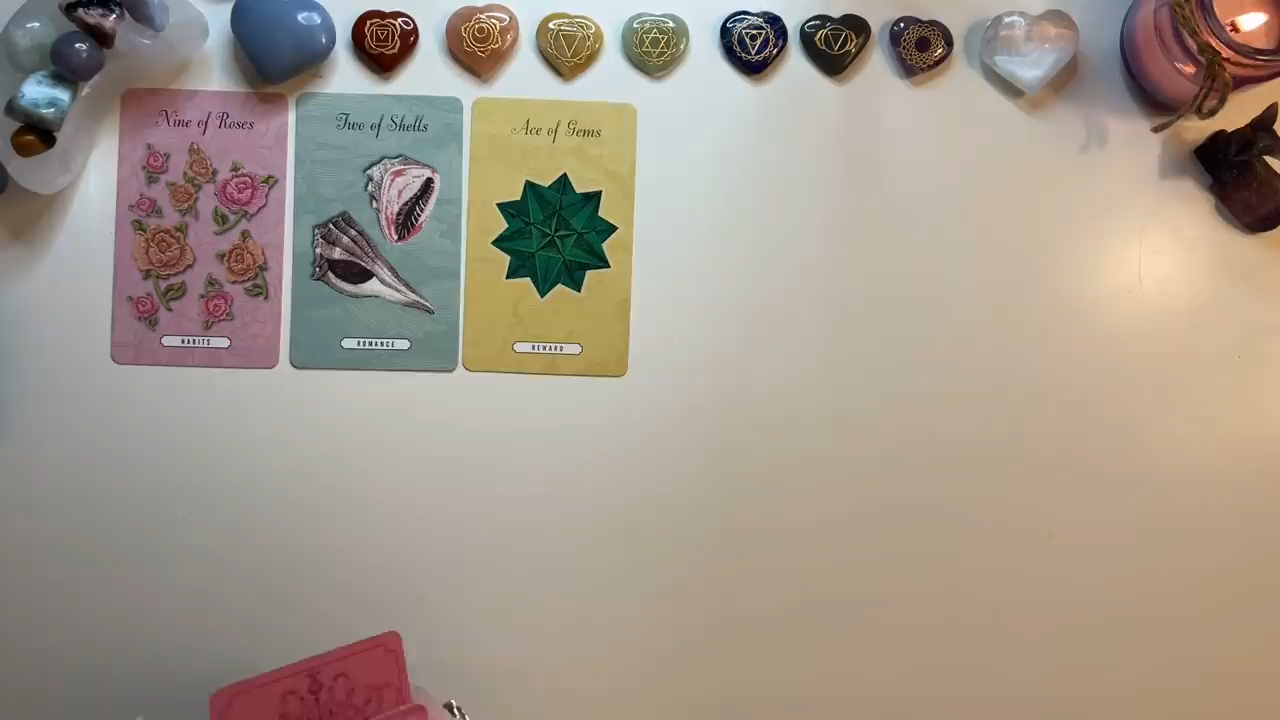 Nine of Roses
HABITS
Two of Shells
ROMANCE
Ace of Gems
REWARD